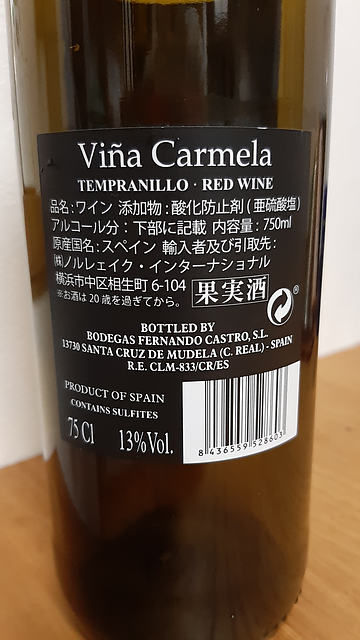 Viña Carmela
TEMPRANILLO · RED WINE
品名:ワイン 添加物:酸化防止剤(亜硫酸塩)
アルコール分:下部に記載 内容量:750ml
原産国名:スペイン 輸入者及び引取先:
㈱ノルレェイク・インターナショナル
横浜市中区相生町 6-104 果実酒
※お酒は 20 歳を過ぎてから。
®
BOTTLED BY
BODEGAS FERNANDO CASTRO, S.L.
13730 SANTA CRUZ DE MUDELA (C. REAL) - SPAIN
R.E. CLM-833/CR/ES
PRODUCT OF SPAIN
CONTAINS SULFITES
75 Cl 13% Vol.
8 436559 528603